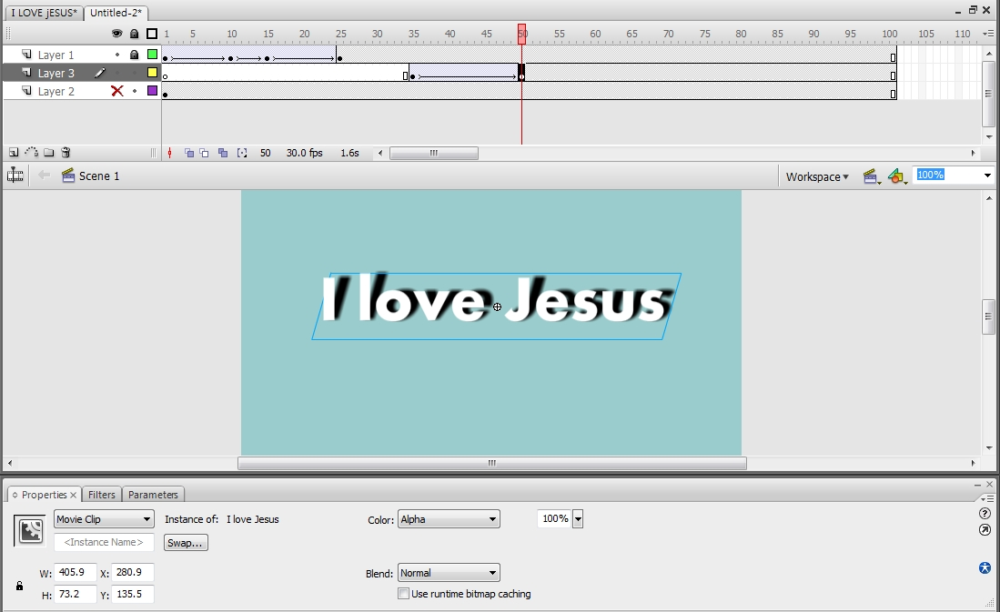 I LOVE jESUS* Untitled-2*
1 5 10 15 20 25 30 35 40 45 50 55 60 65 70 75 80 85 90 95 100 105 110
Layer 1
Layer 3
Layer 2
50 30.0 fps 1.6s
Scene 1 Workspace 100%
I love Jesus
Properties Filters Parameters
Movie Clip Instance of: I love Jesus Color: Alpha 100%
<Instance Name> Swap...
W: 405.9 X: 280.9 Blend: Normal
H: 73.2 Y: 135.5 Use runtime bitmap caching